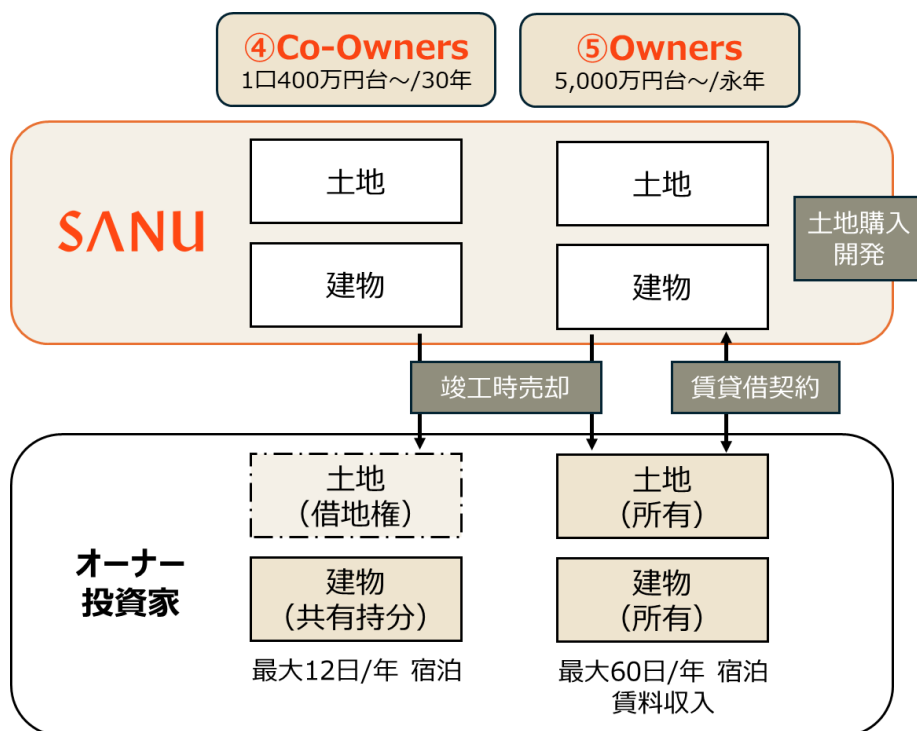 ④Co-Owners
1口400万円台～/30年
⑤Owners
5,000万円台～/永年
SANU
土地
建物
土地
建物
土地購入
開発
竣工時売却
賃貸借契約
オーナー
投資家
土地
（借地権）
建物
（共有持分）
最大12日/年 宿泊
土地
（所有）
建物
（所有）
最大60日/年 宿泊
賃料収入